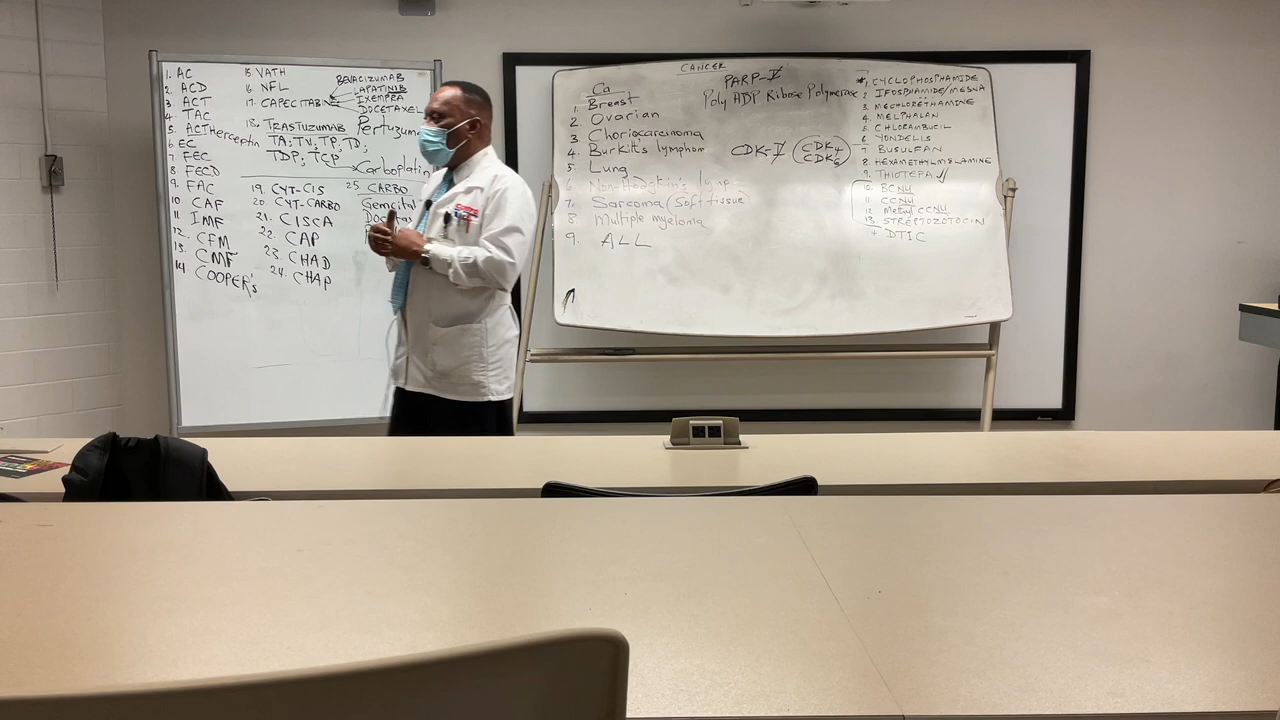 1. AC
2. ACD
3 ACT
4. TAC
5. ACTHerceptin
6 EC
7 FEC
8 FECD
9. FAC
10. CAF
11. LMF
12. CFM
13. CMF
14 COOPER's
15. VATH
16. NFL
17. CAPECITABINE
BEVACIZUMAB
LAPATINIB
IXEMPRA
DOCETAXEL
18. TRASTUZUMAB
TA, TV, TP, TD,
TDP, TCP
Carboplatin
19. CYT-CIS
20. CYT-CARBO
21. CISCA
22. CAP
23. CHAD
24. CHAP
25. CARBO
CANCER
Ca
1. Breast
2. Ovarian
3. Choriocarcinoma
4. Burkitt's lymphom
5. Lung
6. Non-Hodgkin's lymp
7. Sarcoma (Soft tissue)
8. Multiple myeloma
9. ALL
PARP-I
Poly ADP Ribose Polymerase
CDK-I (CDK4
CDK6)
*1. CYCLOPHOSPHAMIDE
2 IFOSPHAMIDE/MESNA
3. MECHLORETHAMINE
4. MELPHALAN
5 CHLORAMBUCIL
6 YONDELIS
7 BUSULFAN
8. HEXAMETHYLMELAMINE
9. THIOTEPA
10. BCNU
11 CCNU
12 Methyl CCNU
13. STREPTOZOTOCIN
+ DTIC